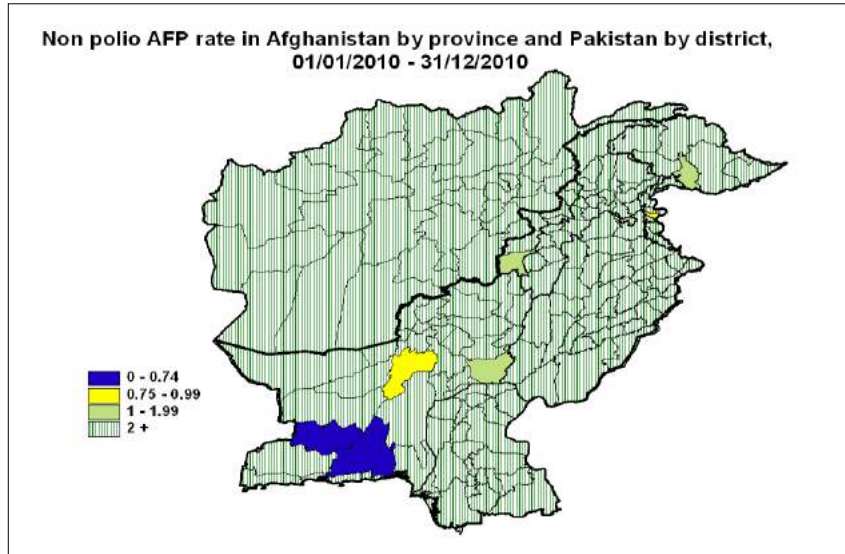 Non polio AFP rate in Afghanistan by province and Pakistan by district,
01/01/2010 - 31/12/2010
0 - 0.74
0.75 - 0.99
1 - 1.99
2 +